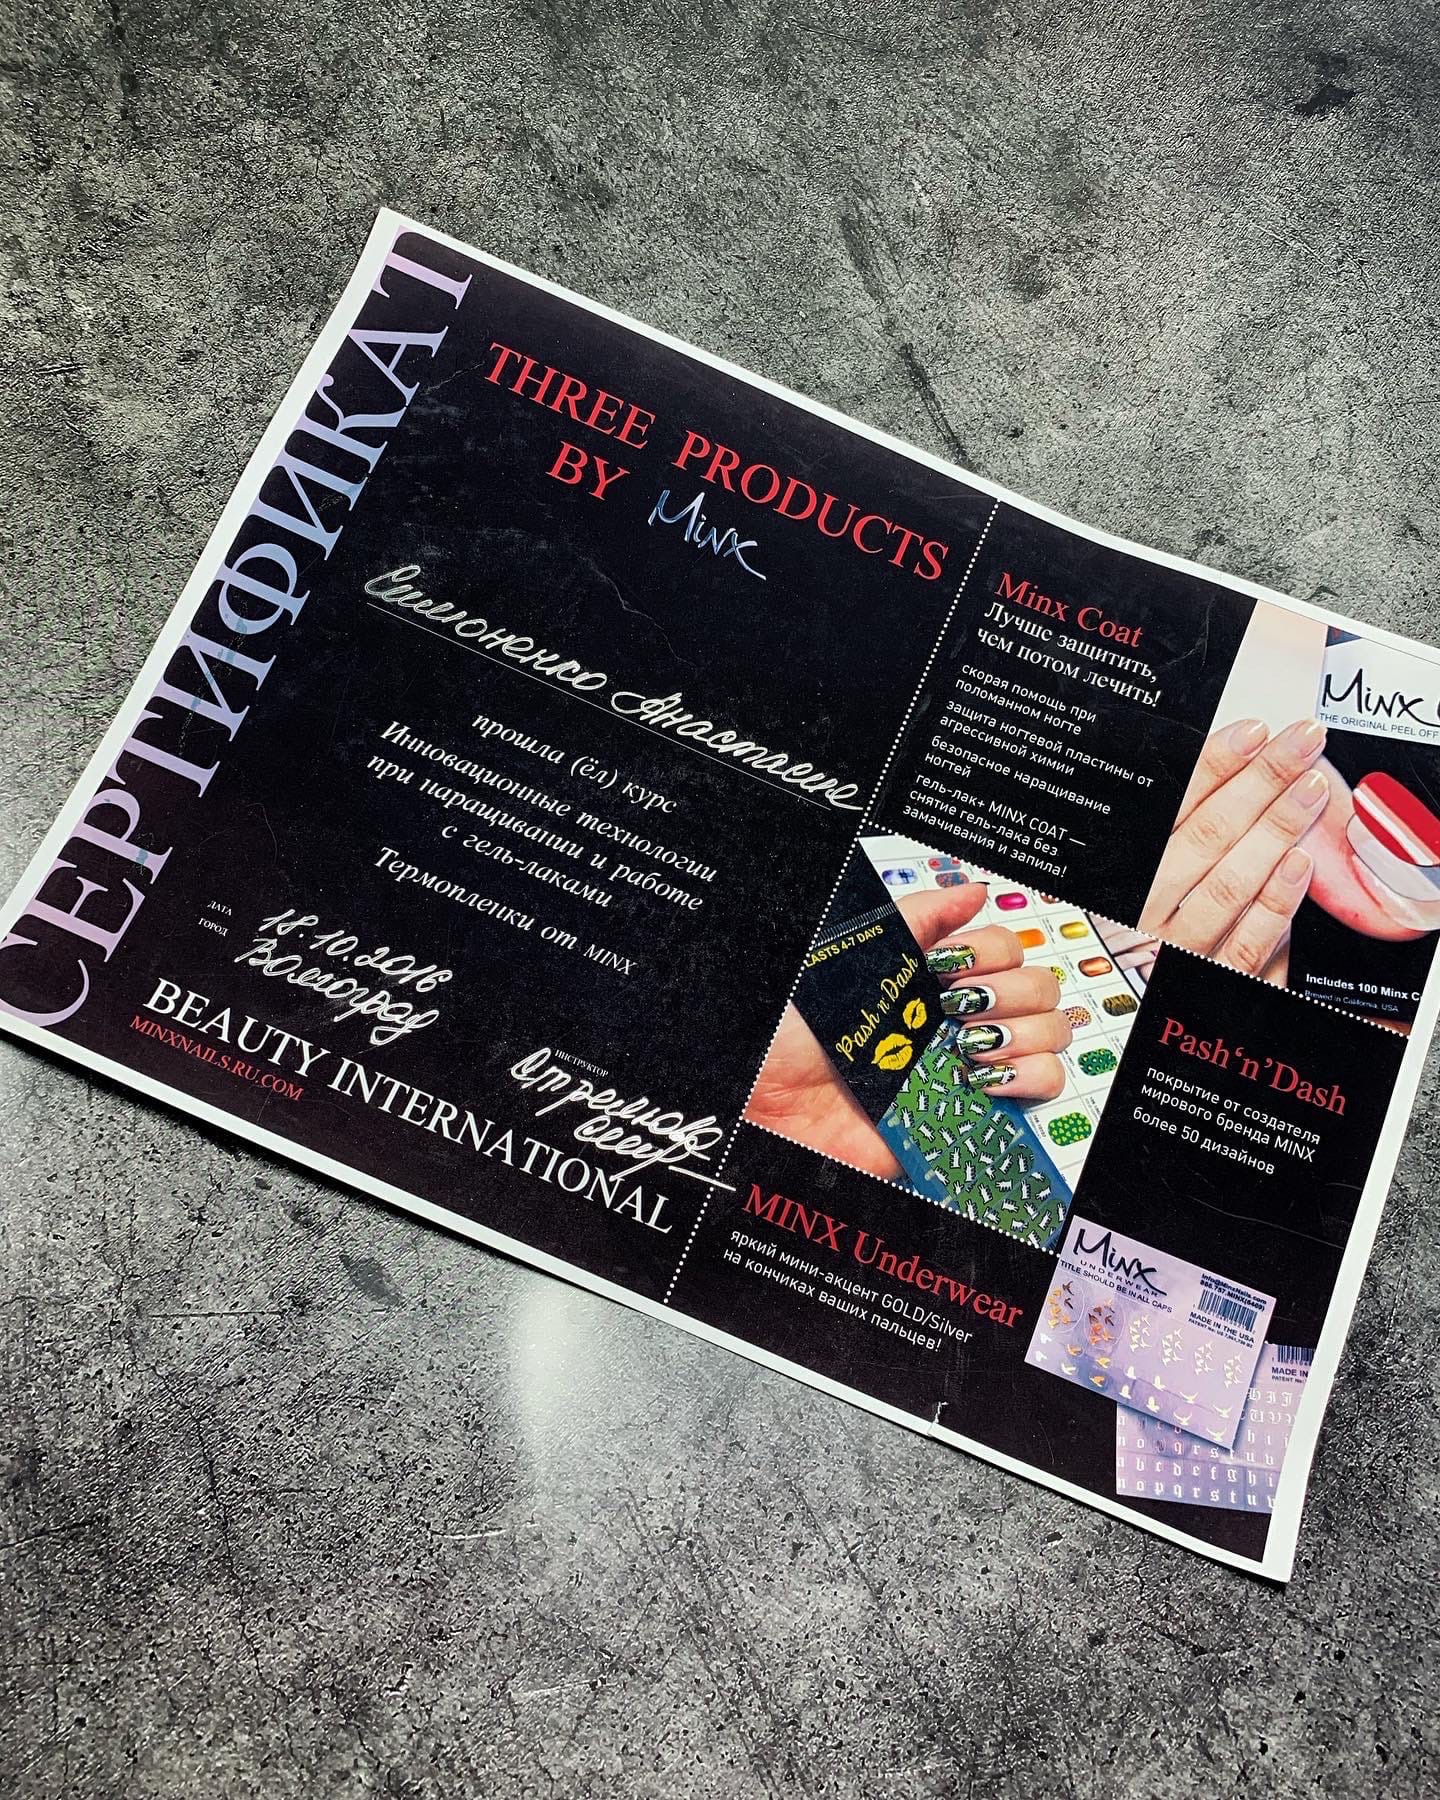 СЕРТИФИКАТ
THREE PRODUCTS
BY Minx
Симоненко Анастасия
прошла (ёл) курс
Инновационные технологии
при наращивании и работе
с гель-лаками
Термопленки от MINX
ДАТА 18.10.2016
ГОРОД Волгоград
ИНСТРУКТОР
BEAUTY INTERNATIONAL
MINXNAILS.RU.COM
Minx Coat
Лучше защитить,
чем потом лечить!
скорая помощь при
поломанном ногте
защита ногтевой пластины от
агрессивной химии
безопасное наращивание
ногтей
гель-лак+ MINX COAT —
снятие гель-лака без
замачивания и запила!
Minx
THE ORIGINAL PEEL OFF
Includes 100 Minx C
Brewed in California, USA
LASTS 4-7 DAYS
Pash n' Dash
Pash‘n’Dash
покрытие от создателя
мирового бренда MINX
более 50 дизайнов
MINX Underwear
яркий мини-акцент GOLD/Silver
на кончиках ваших пальцев!
Minx
UNDERWEAR
TITLE SHOULD BE IN ALL CAPS
info@MinxNails.com
MADE IN THE USA
MADE IN